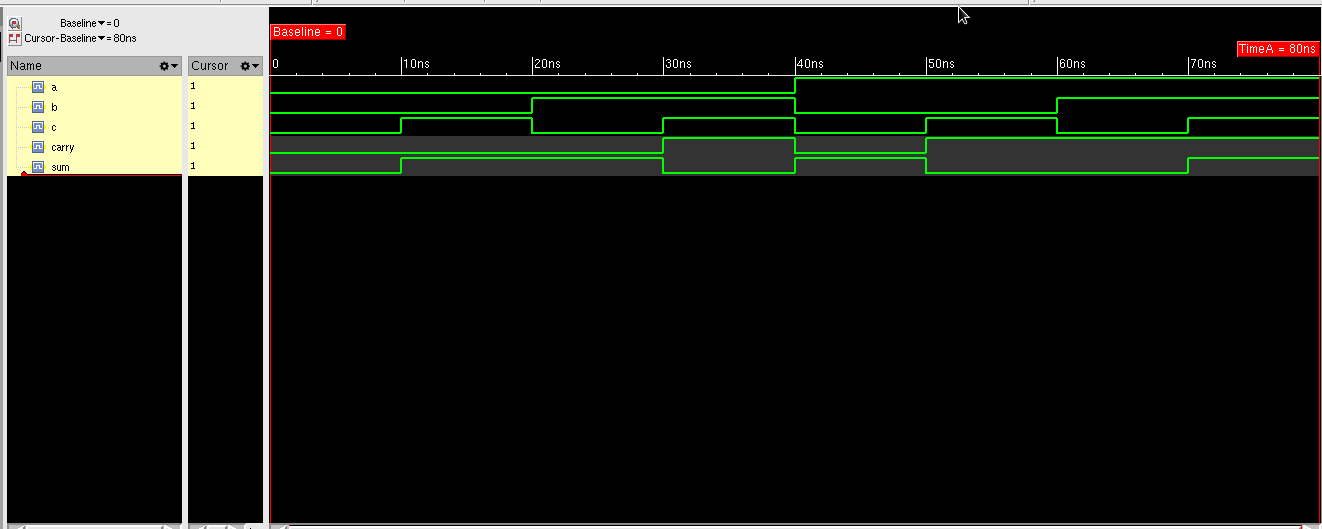 Baseline▼= 0
Cursor-Baseline▼= 80ns
Baseline = 0
TimeA = 80ns
Name Cursor 0 10ns 20ns 30ns 40ns 50ns 60ns 70ns
a 1
b 1
c 1
carry 1
sum 1